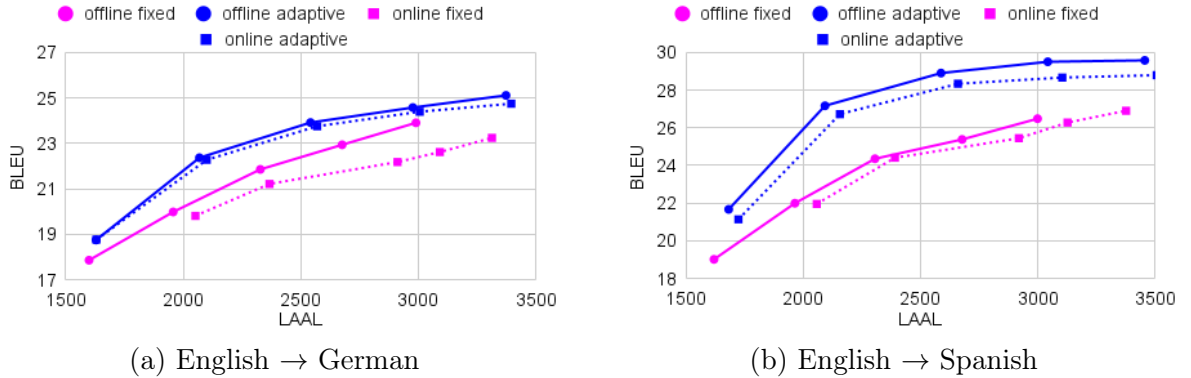 offline fixed offline adaptive online fixed
online adaptive
27
25
23
21
19
17
BLEU
1500 2000 2500 3000 3500
LAAL
(a) English → German
offline fixed offline adaptive online fixed
online adaptive
30
28
26
24
22
20
18
BLEU
1500 2000 2500 3000 3500
LAAL
(b) English → Spanish